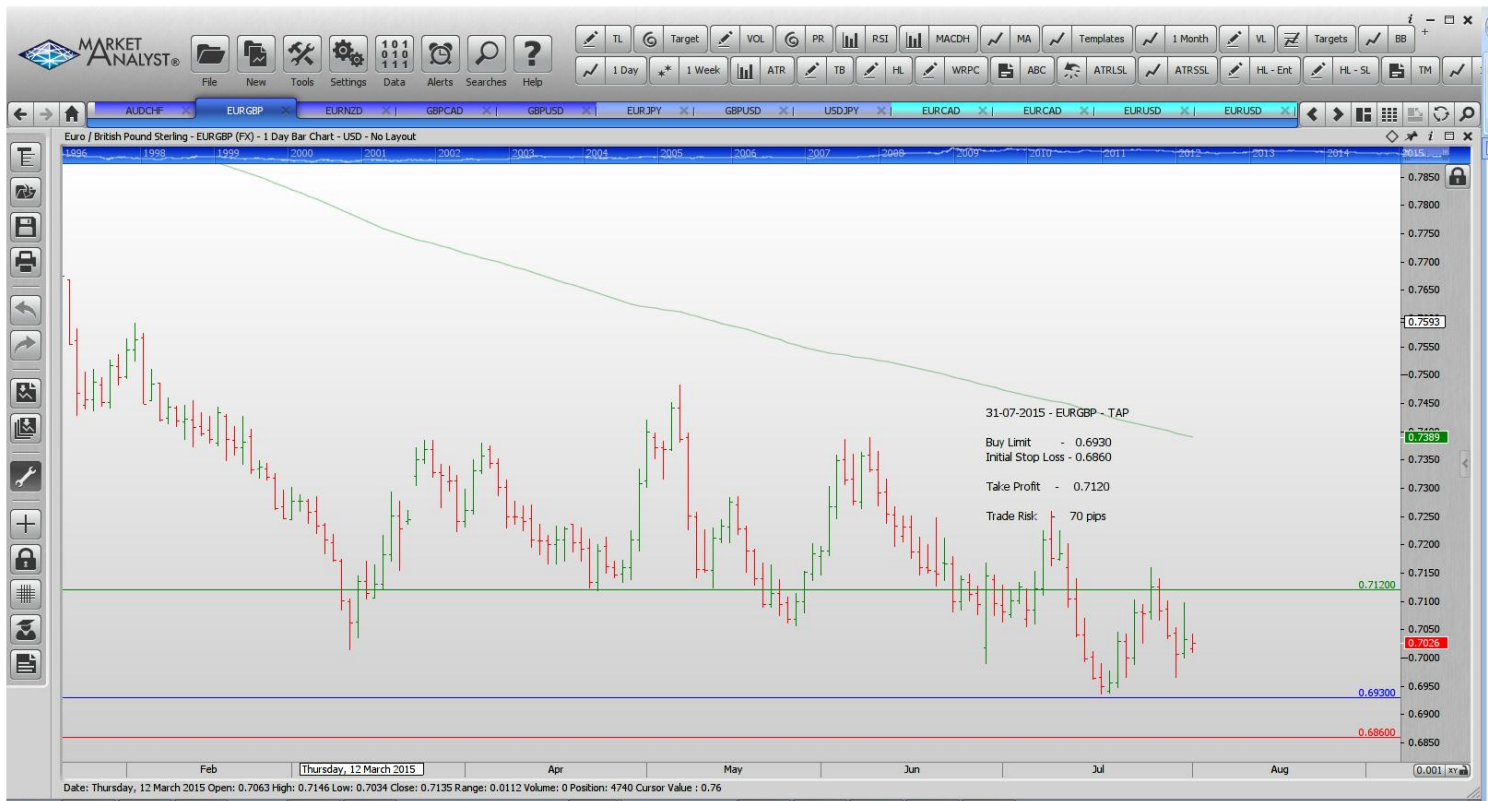 MARKET ANALYST®
File New Tools Settings Data Alerts Searches Help
TL Target VOL PR RSI MACDH MA Templates 1 Month VL Targets BB
1 Day 1 Week ATR TB HL WRPC ABC ATRLSL ATRSSL HL - Ent HL - SL TM
AUDCHF EURGBP EURNZD GBPCAD GBPUSD EURJPY GBPUSD USDJPY EURCAD EURCAD EURUSD EURUSD
Euro / British Pound Sterling - EURGBP (FX) - 1 Day Bar Chart - USD - No Layout
1996 1998 1999 2000 2001 2002 2003 2004 2005 2006 2007 2008 2009 2010 2011 2012 2013 2014 2015
0.7850
0.7800
0.7750
0.7700
0.7650
0.7593
0.7550
0.7500
0.7450
31-07-2015 - EURGBP - TAP
0.7389
Buy Limit - 0.6930
Initial Stop Loss - 0.6860
0.7350
Take Profit - 0.7120
0.7300
Trade Risk - 70 pips
0.7250
0.7200
0.7150
0.71200
0.7100
0.7050
0.7026
0.7000
0.6950
0.69300
0.6900
0.68600
0.6850
Feb Thursday, 12 March 2015 Apr May Jun Jul Aug 0.001 XY
Date: Thursday, 12 March 2015 Open: 0.7063 High: 0.7146 Low: 0.7034 Close: 0.7135 Range: 0.0112 Volume: 0 Position: 4740 Cursor Value : 0.76